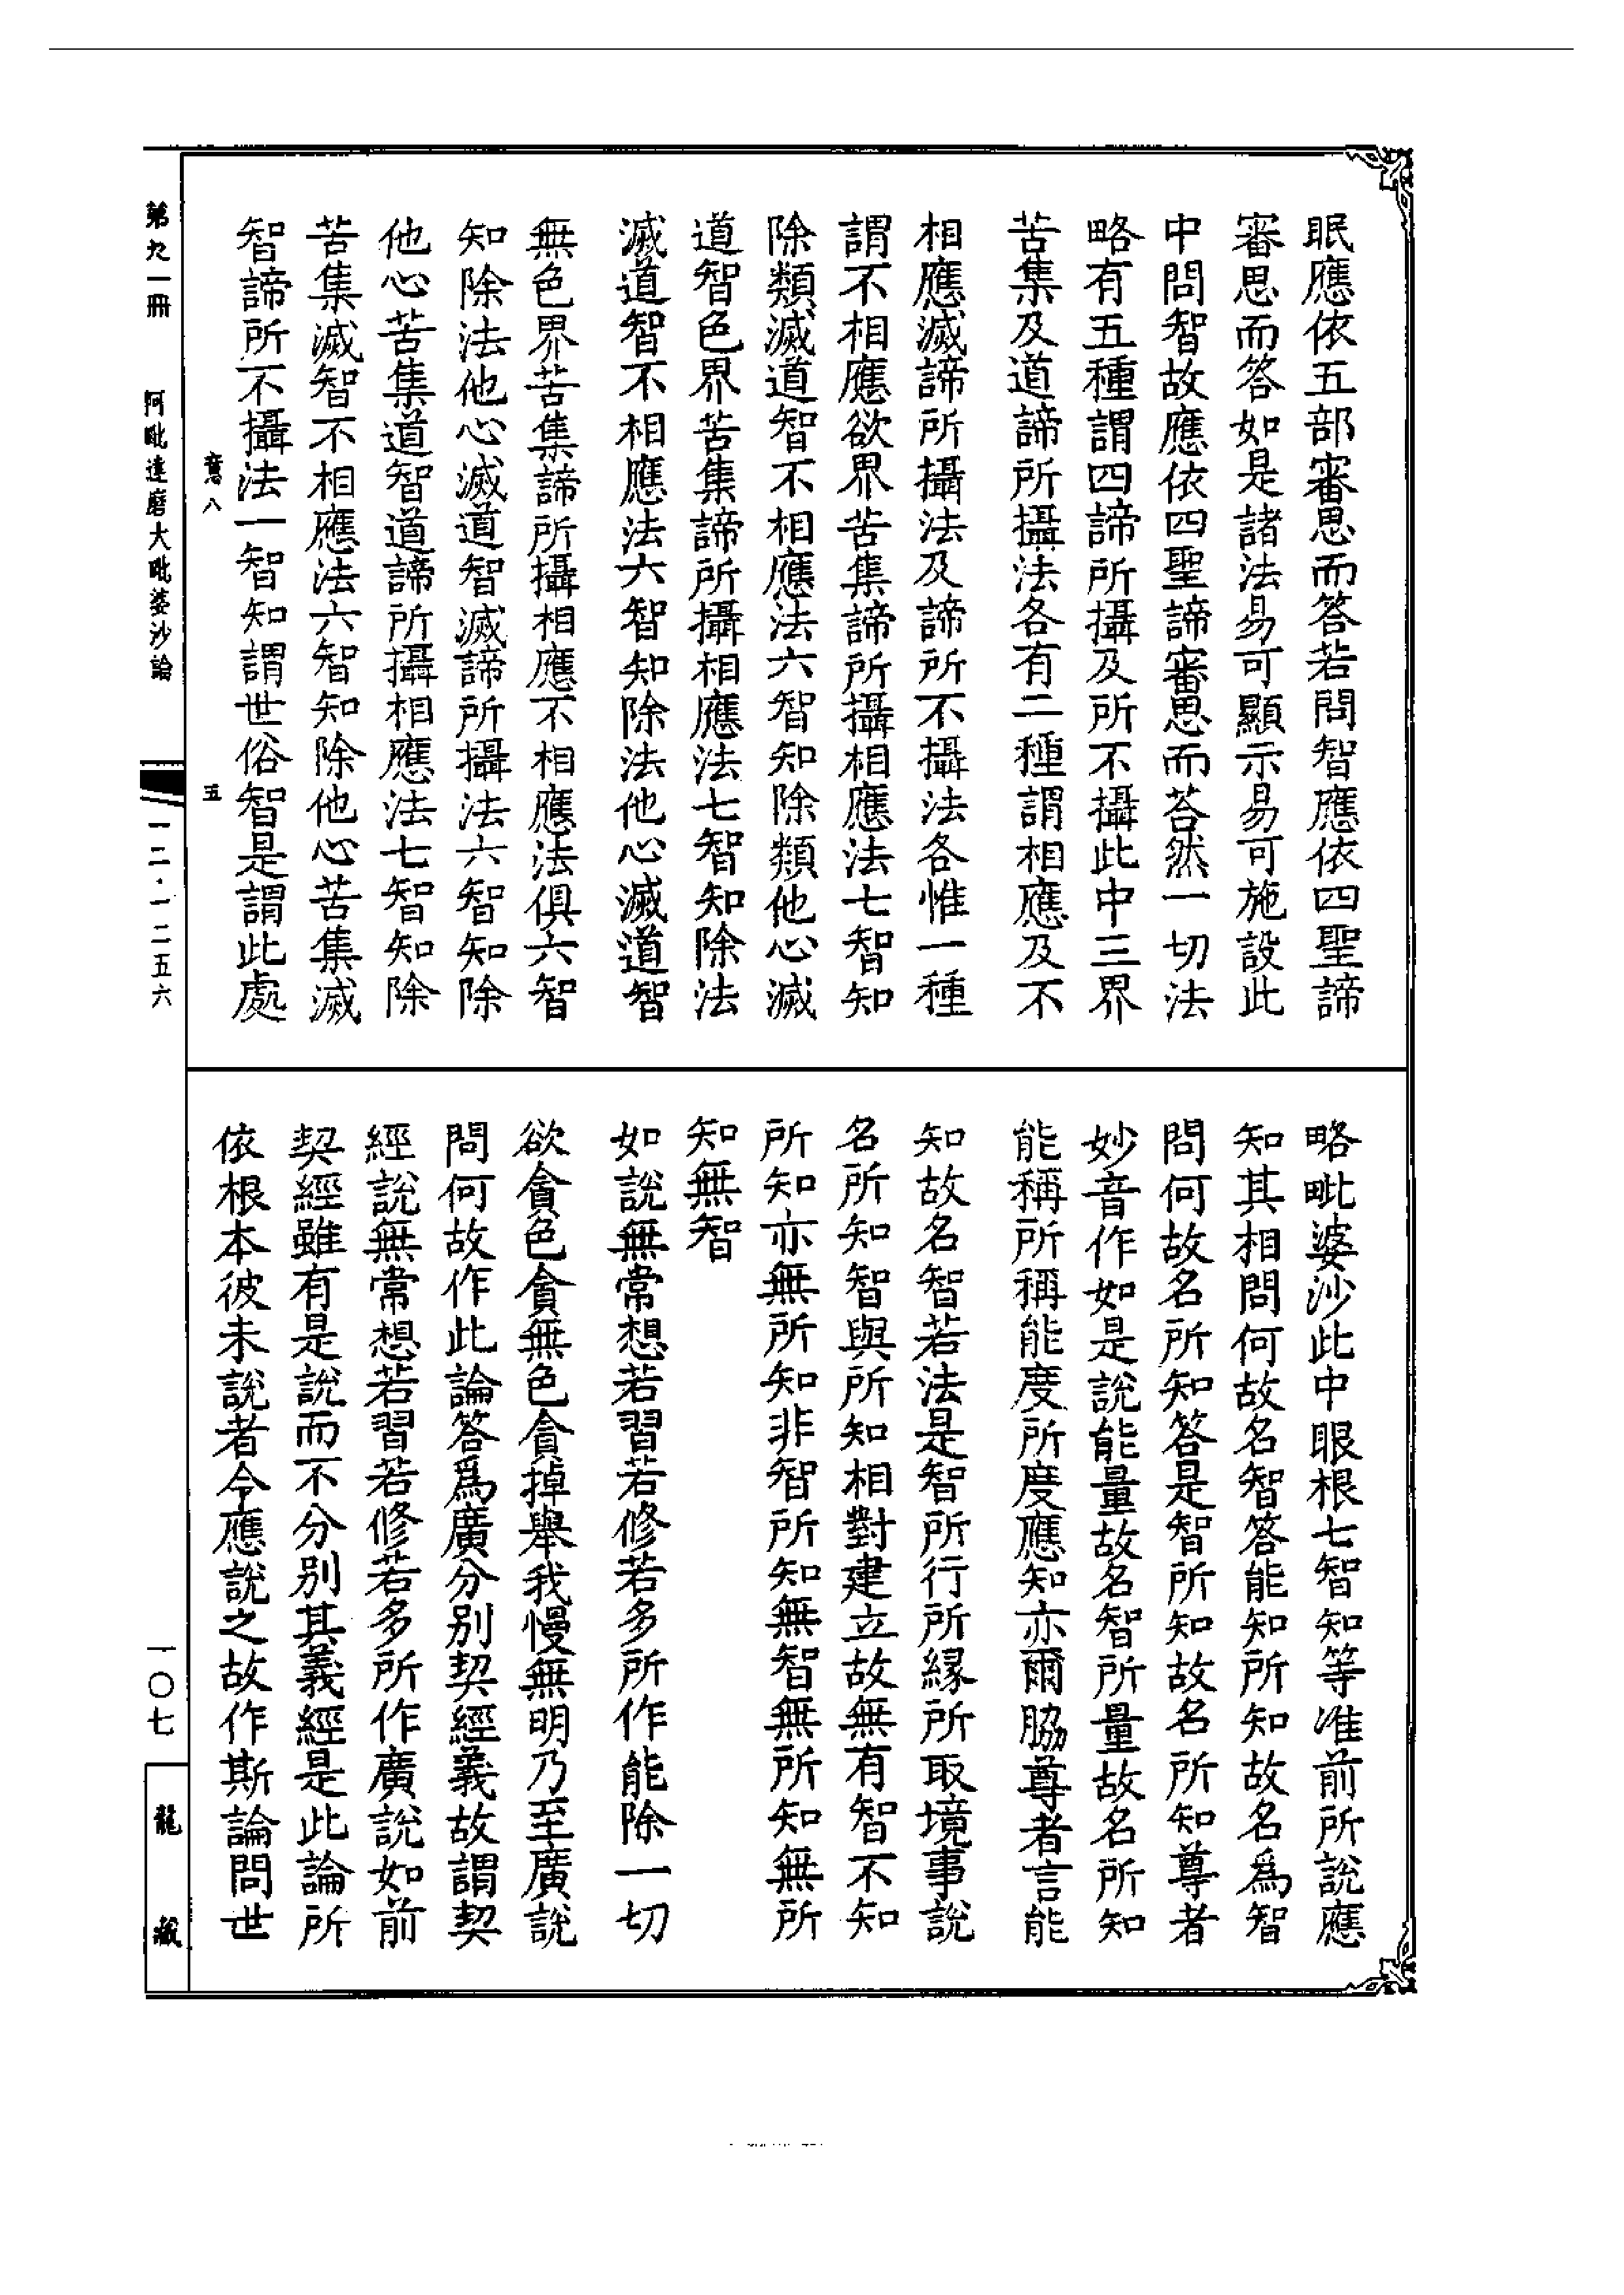 眠應依五部審思而答若問智應依四聖諦
審思而答如是諸法易可顯示易可施設此
中問智故應依四聖諦審思而荅然一切法
略有五種謂四諦所攝及所不攝此中三界
苦集及道諦所攝法各有二種謂相應及不
相應滅諦所攝法及諦所不攝法各惟一種
謂不相應欲界苦集諦所攝相應法七智知
除類滅道智不相應法六智知除類他心滅
道智色界苦集諦所攝相應法七智知除法
滅道智不相應法六智知除法他心滅道智
無色界苦集諦所攝相應不相應法俱六智
知除法他心滅道智滅諦所攝法六智知除
他心苦集道智道諦所攝相應法七智知除
苦集滅智不相應法六智知除他心苦集滅
智諦所不攝法一智知謂世俗智是謂此處
略毗婆沙此中眼根七智知等准前所說應
知其相問何故名智答能知所知故名爲智
問何故名所知答是智所知故名所知尊者
妙音作如是說能量故名智所量故名所知
能稱所稱能度所度應知亦爾脇尊者言能
知故名智若法是智所行所緣所取境事說
名所知智與所知相對建立故無有智不知
所知亦無所知非智所知無智無所知無所
知無智
如說無常想若習若修若多所作能除一切
欲貪色貪無色貪掉舉我慢無明乃至廣說
問何故作此論答爲廣分別契經義故謂契
經說無常想若習若修若多所作廣說如前
契經雖有是說而不分別其義經是此論所
依根本彼未說者今應說之故作斯論問世
八
五
第九一冊
阿毗達磨大毗婆沙論
一二·一二五六
一〇七
龍藏